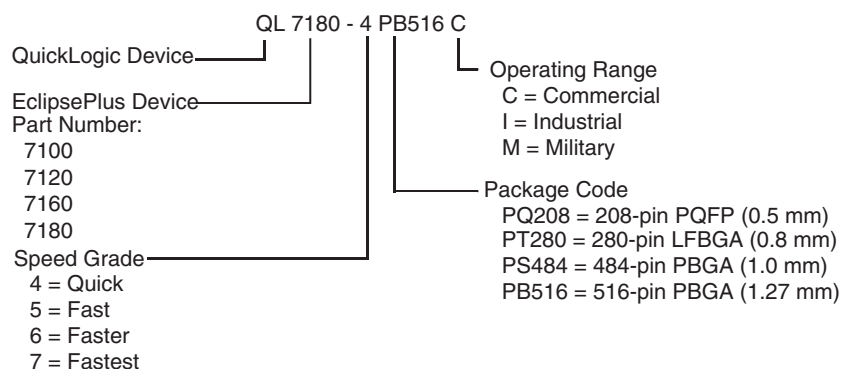 QL 7180 - 4 PB516 C
QuickLogic Device
EclipsePlus Device
Part Number:
7100
7120
7160
7180
Speed Grade
4 = Quick
5 = Fast
6 = Faster
7 = Fastest
Operating Range
C = Commercial
I = Industrial
M = Military
Package Code
PQ208 = 208-pin PQFP (0.5 mm)
PT280 = 280-pin LFBGA (0.8 mm)
PS484 = 484-pin PBGA (1.0 mm)
PB516 = 516-pin PBGA (1.27 mm)